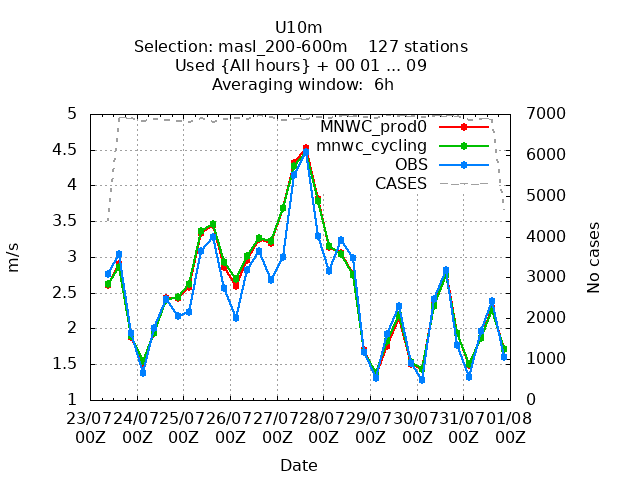 U10m
Selection: masl_200-600m    127 stations
Used {All hours} + 00 01 ... 09
Averaging window:  6h
5
4.5
4
3.5
3
2.5
2
1.5
1
m/s
MNWC_prod0
mnwc_cycling
OBS
CASES
7000
6000
5000
4000
3000
2000
1000
0
No cases
23/07 24/07 25/07 26/07 27/07 28/07 29/07 30/07 31/07 01/08
00Z 00Z 00Z 00Z 00Z 00Z 00Z 00Z 00Z 00Z
Date